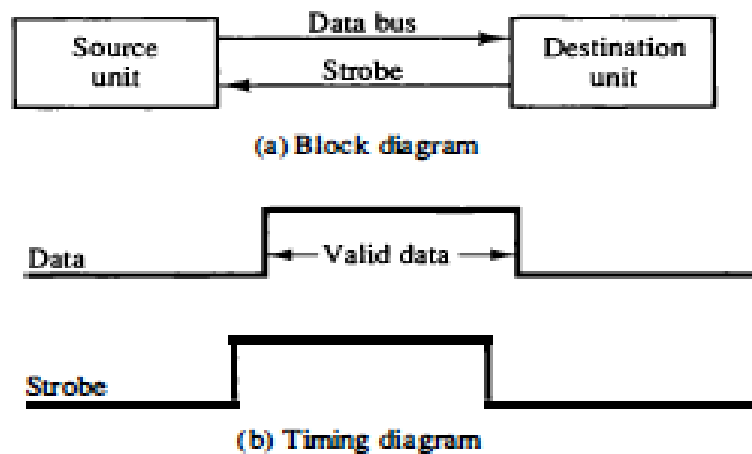 Source
unit
Data bus
Strobe
Destination
unit
(a) Block diagram
Data
Valid data
Strobe
(b) Timing diagram